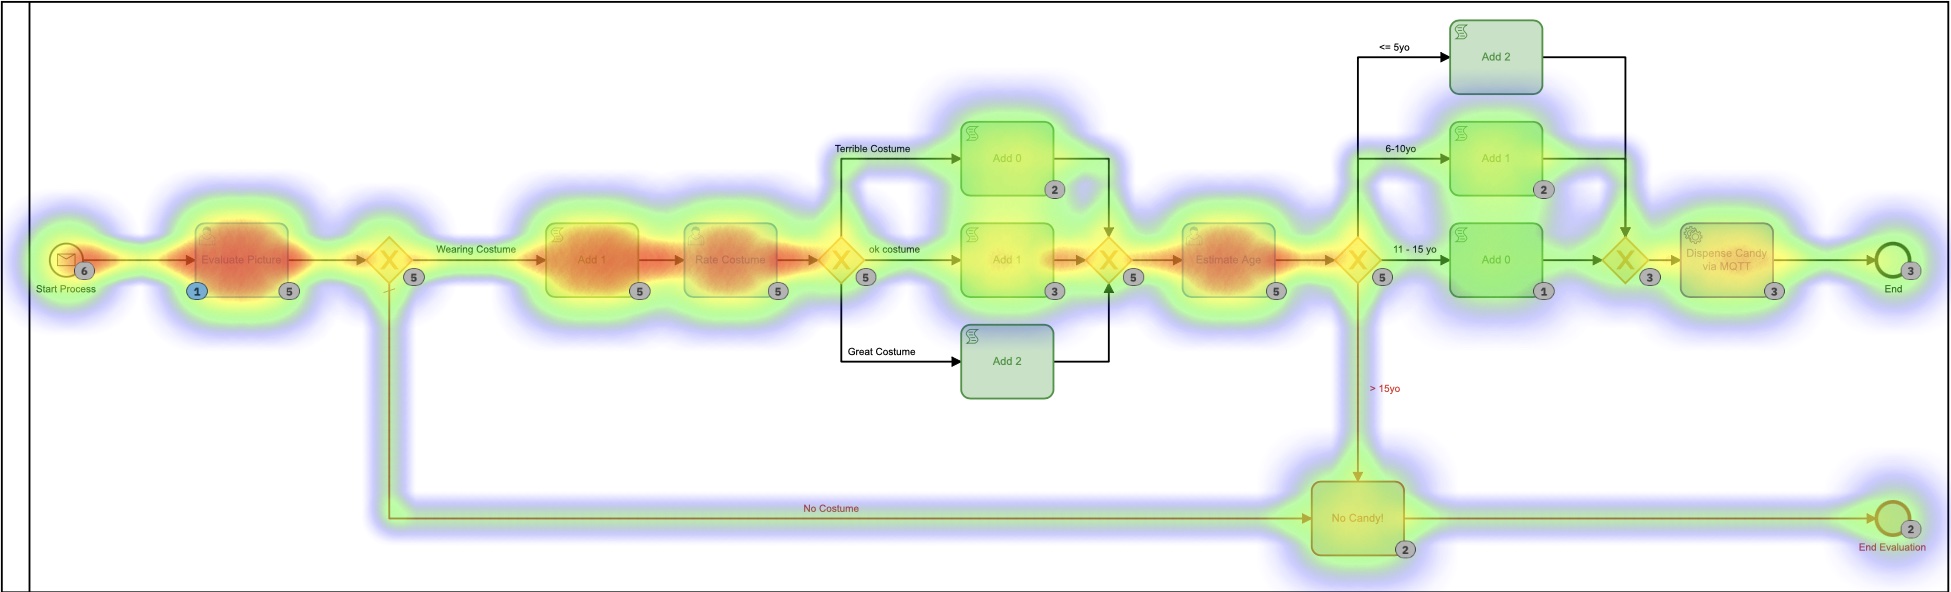 <= 5yo
Add 2
Terrible Costume
Add 0
2
6-10yo
Add 1
2
6
Start Process
Evaluate Picture
1
5
X
5
Wearing Costume
Add 1
5
Rate Costume
5
X
5
ok costume
Add 1
3
X
5
Estimate Age
5
X
5
11 - 15 yo
Add 0
1
X
3
Dispense Candy
via MQTT
3
3
End
Great Costume
Add 2
> 15yo
No Costume
No Candy!
2
2
End Evaluation